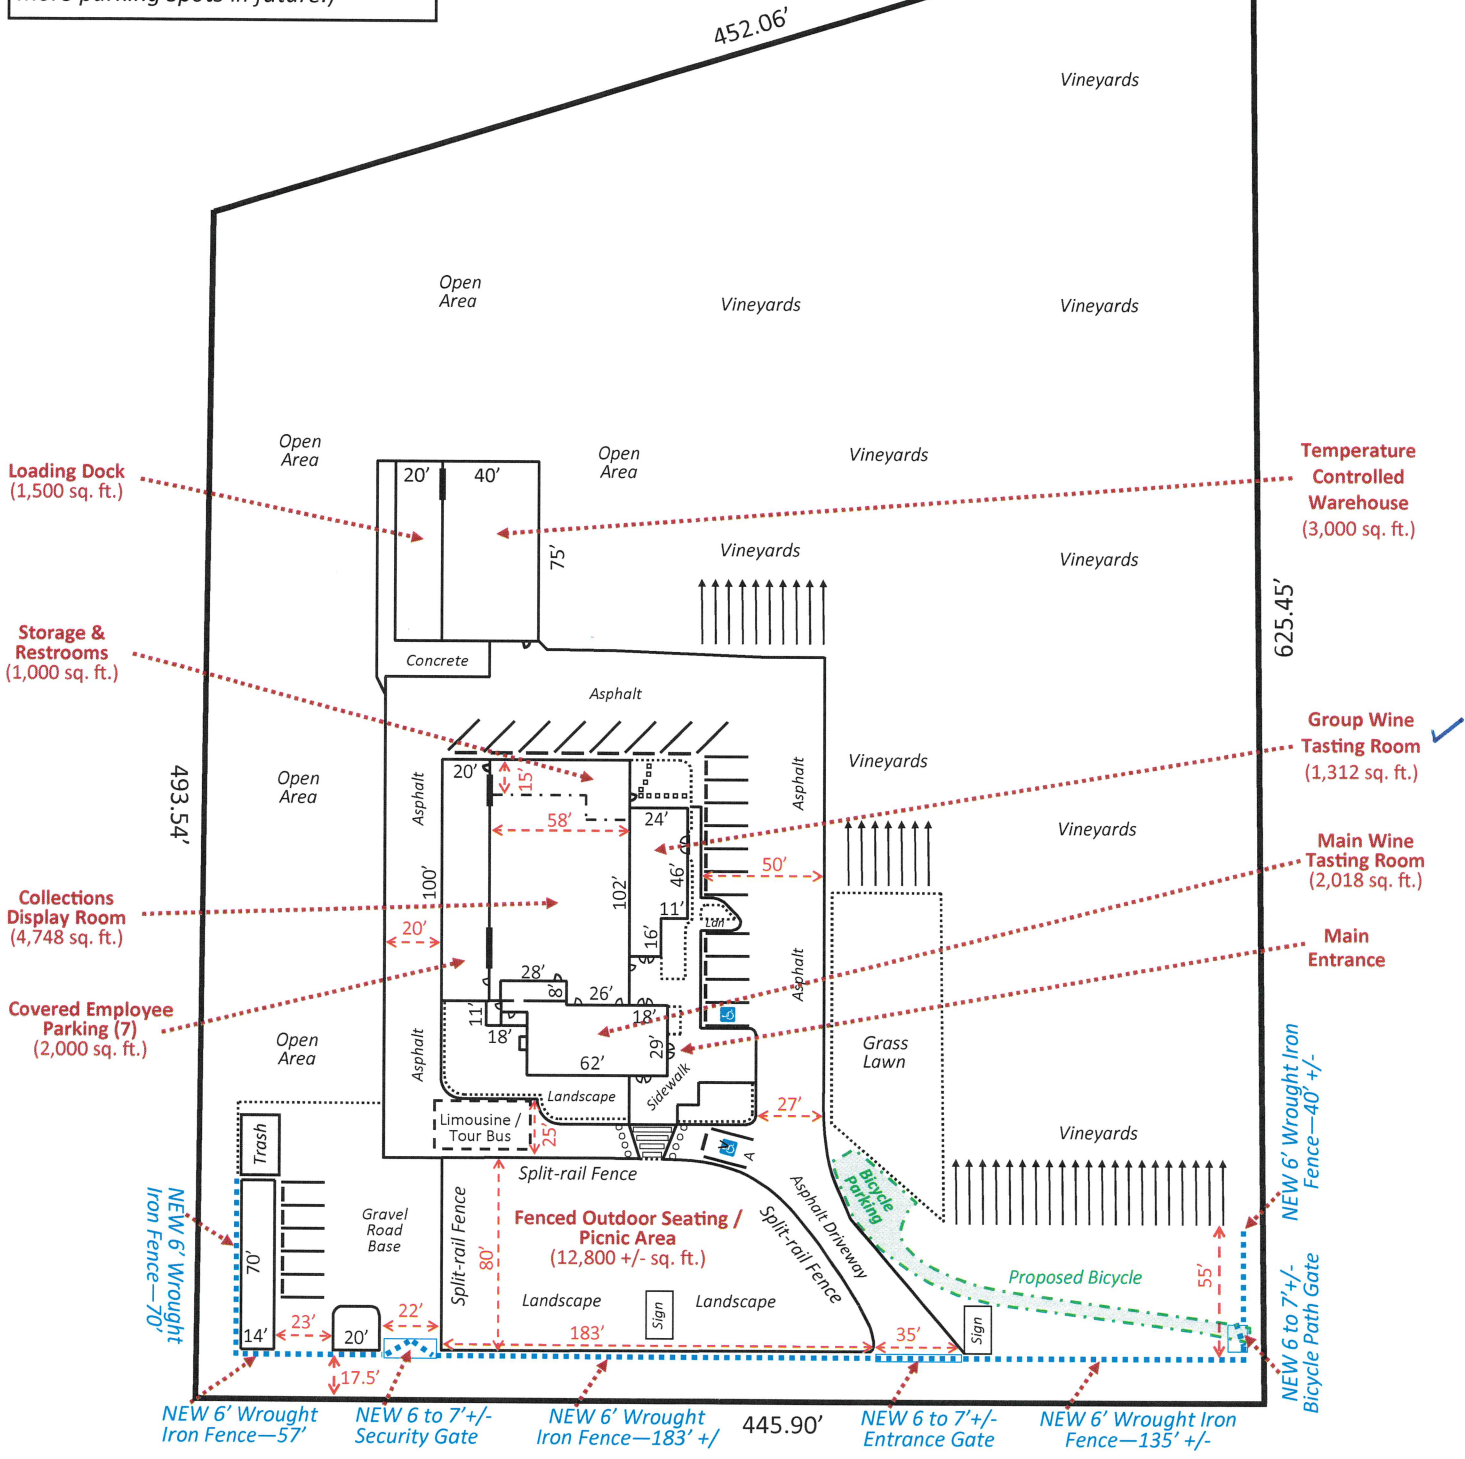 more parking spots in future.)
452.06'
Vineyards
Open
Area
Vineyards
Vineyards
Open
Area
Open
Area
Vineyards
Loading Dock
(1,500 sq. ft.)
20'
40'
75'
Temperature
Controlled
Warehouse
(3,000 sq. ft.)
Vineyards
Vineyards
625.45'
Storage &
Restrooms
(1,000 sq. ft.)
Concrete
Asphalt
Group Wine
Tasting Room
(1,312 sq. ft.)
493.54'
Open
Area
Asphalt
20'
15'
Asphalt
Vineyards
58'
24'
Vineyards
Main Wine
Tasting Room
(2,018 sq. ft.)
100'
102'
46'
50'
Collections
Display Room
(4,748 sq. ft.)
20'
11'
Lan
16'
Main
Entrance
Asphalt
28'
8'
26'
Covered Employee
Parking (7)
(2,000 sq. ft.)
11'
18'
18'
29'
62'
Open
Area
Asphalt
Grass
Lawn
Landscape
Sidewalk
27'
Limousine /
Tour Bus
25'
Trash
V
A
Vineyards
NEW 6' Wrought Iron
Fence—40' +/-
Split-rail Fence
Bicycle
Parking
Asphalt Driveway
NEW 6' Wrought
Iron Fence—70'
70'
Gravel
Road
Base
Split-rail Fence
80'
Fenced Outdoor Seating /
Picnic Area
(12,800 +/- sq. ft.)
Split-rail Fence
Proposed Bicycle
55'
Landscape
Sign
Landscape
Sign
NEW 6 to 7'+/-
Bicycle Path Gate
14'
23'
20'
22'
183'
35'
17.5'
NEW 6' Wrought
Iron Fence—57'
NEW 6 to 7'+/-
Security Gate
NEW 6' Wrought
Iron Fence—183' +/
445.90'
NEW 6 to 7'+/-
Entrance Gate
NEW 6' Wrought Iron
Fence—135' +/-